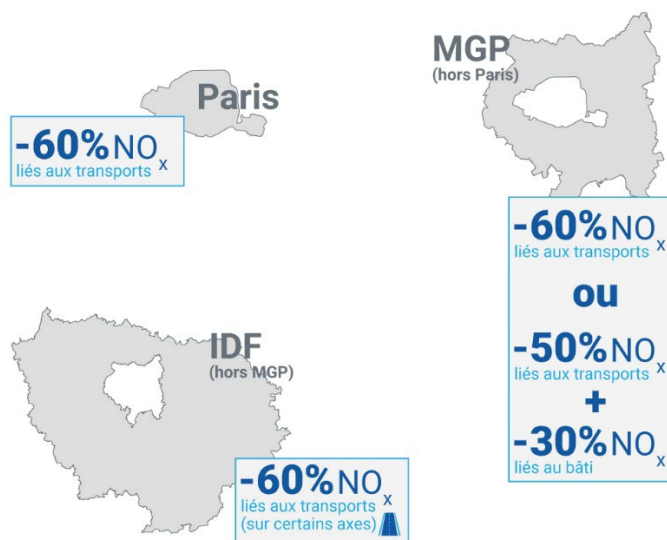 Paris
-60% NOx
liés aux transports
MGP
(hors Paris)
-60% NOx
liés aux transports
ou
-50% NOx
liés aux transports
+
-30% NOx
liés au bâti
IDF
(hors MGP)
-60% NOx
liés aux transports
(sur certains axes)